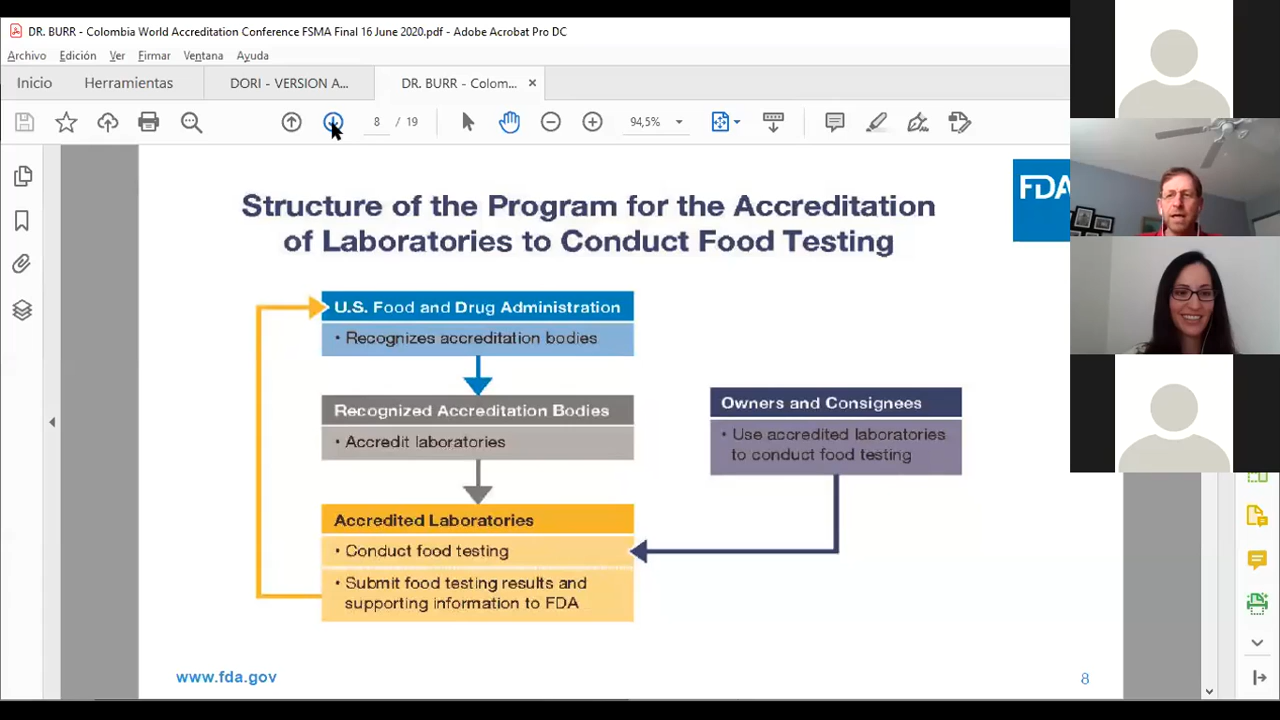 DR. BURR - Colombia World Accreditation Conference FSMA Final 16 June 2020.pdf - Adobe Acrobat Pro DC
Archivo Edición Ver Firmar Ventana Ayuda
Inicio Herramientas DORI - VERSION A... DR. BURR - Colom... ×
8 / 19 94,5%
FDA
Structure of the Program for the Accreditation
of Laboratories to Conduct Food Testing
U.S. Food and Drug Administration
• Recognizes accreditation bodies
Recognized Accreditation Bodies
• Accredit laboratories
Owners and Consignees
• Use accredited laboratories
to conduct food testing
Accredited Laboratories
• Conduct food testing
• Submit food testing results and
supporting information to FDA
www.fda.gov
8